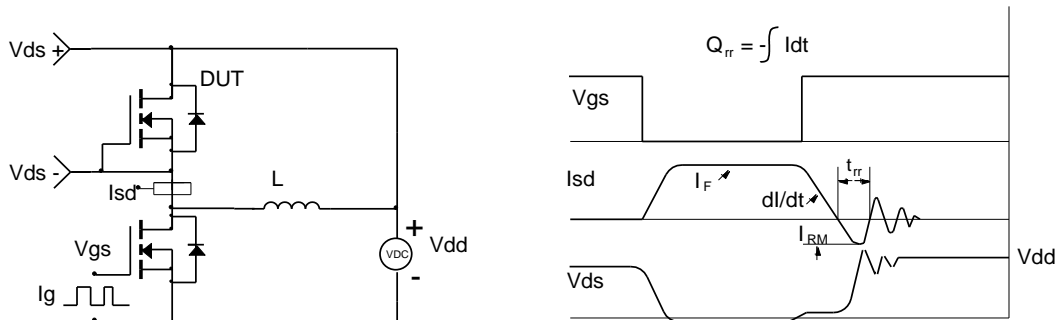 Vds +
DUT
Vds -
Isd
L
Vgs
Ig
+
VDC
-
Vdd
Qrr = -∫ Idt
Vgs
Isd
IF
dI/dt
trr
IRM
Vdd
Vds